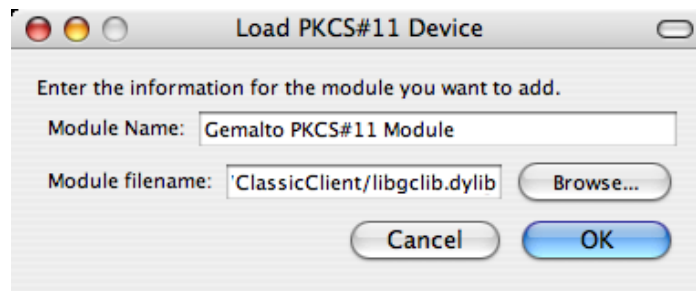 Load PKCS#11 Device
Enter the information for the module you want to add.
Module Name: Gemalto PKCS#11 Module
Module filename: 'ClassicClient/libgclib.dylib Browse...
Cancel OK